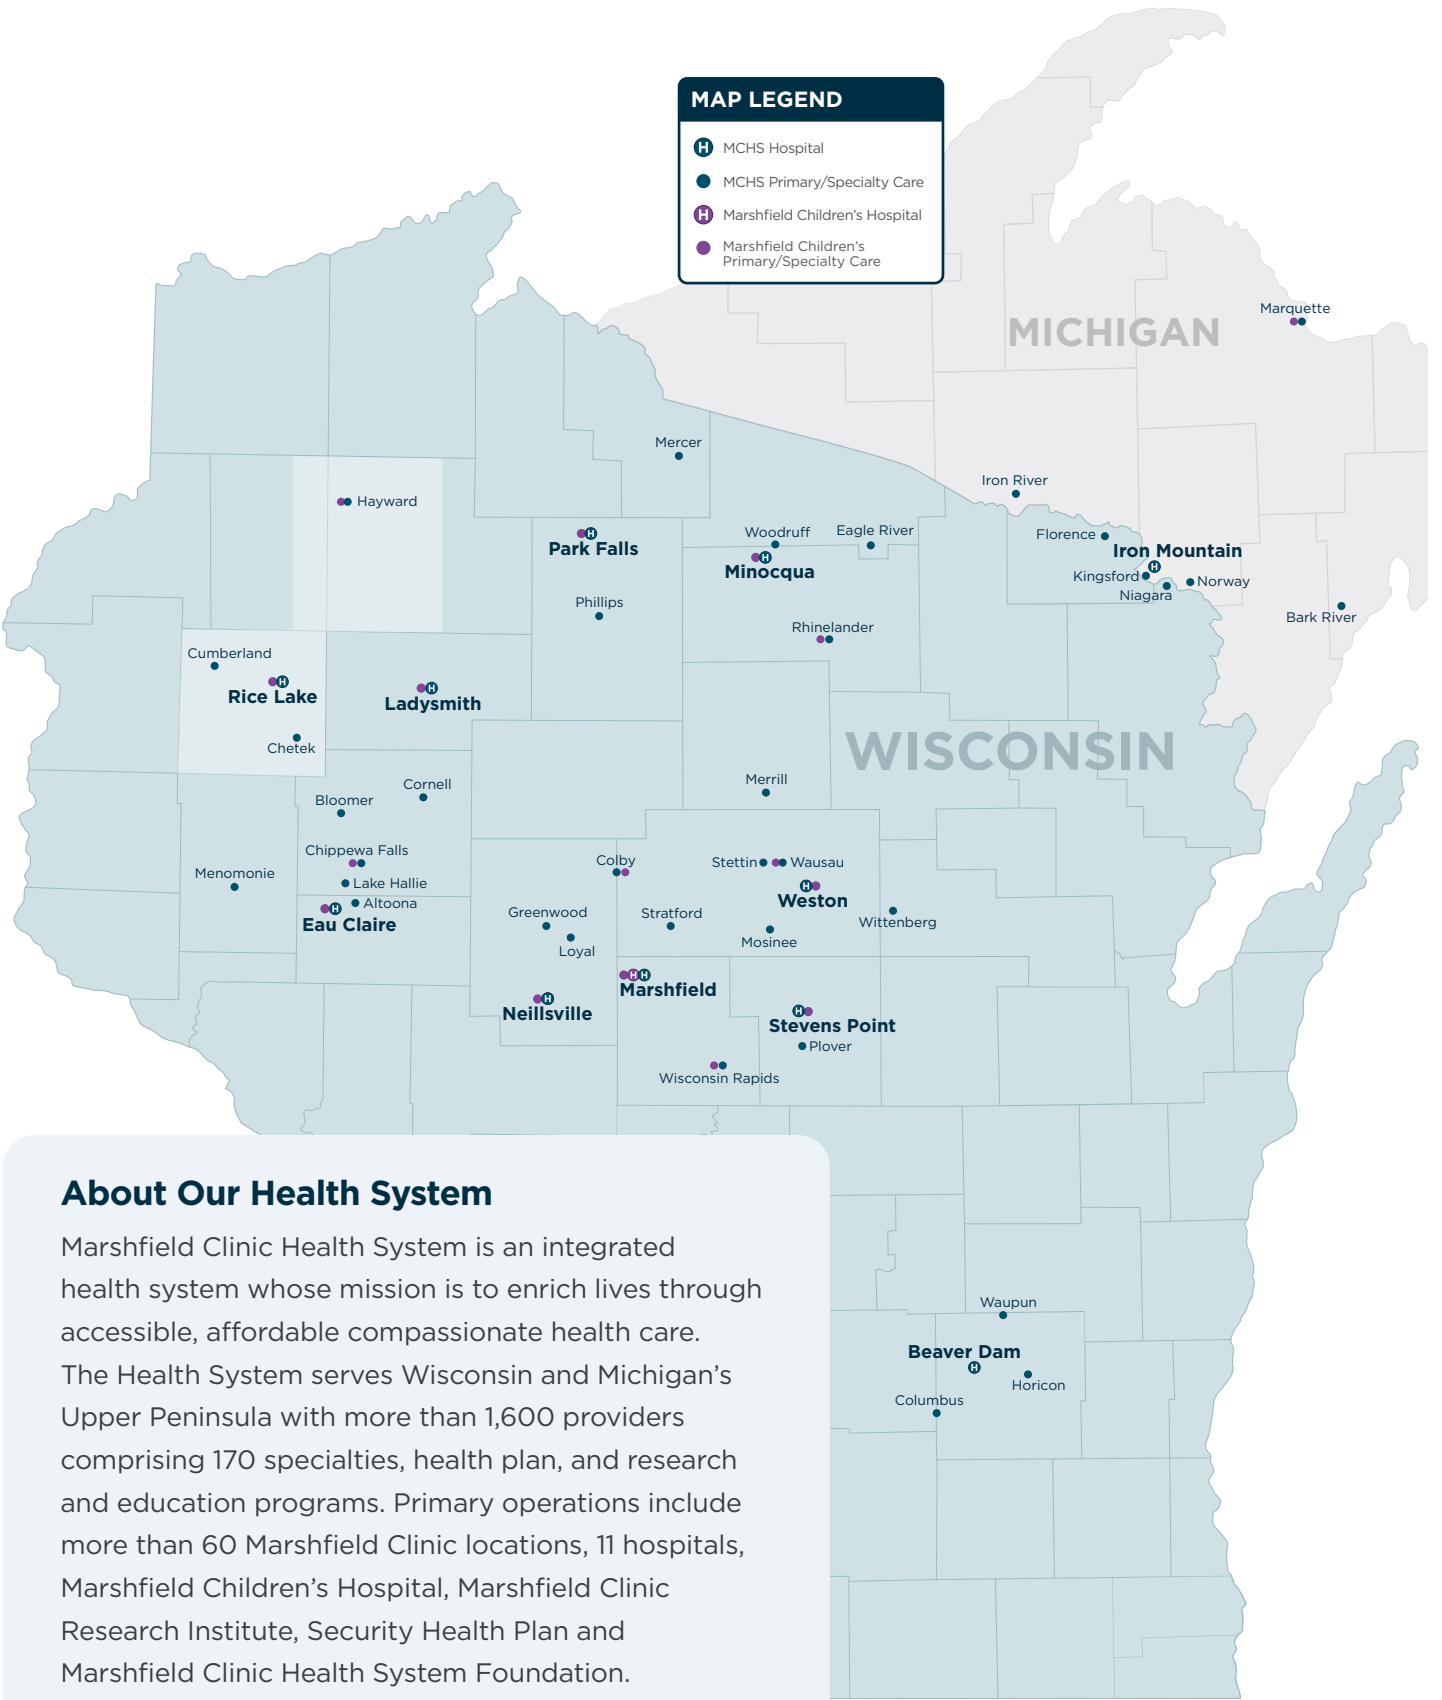 MAP LEGEND
H MCHS Hospital
MCHS Primary/Specialty Care
H Marshfield Children's Hospital
Marshfield Children's
Primary/Specialty Care
MICHIGAN
Marquette
Mercer
Iron River
Hayward
Park Falls
H
Woodruff
Eagle River
Florence
Iron Mountain
H
Minocqua
H
Kingsford
Norway
Niagara
Phillips
Bark River
Rhinelander
Cumberland
H
Rice Lake
H
Ladysmith
Chetek
WISCONSIN
Merrill
Cornell
Bloomer
Chippewa Falls
Colby
Stettin
Wausau
Menomonie
Lake Hallie
H
Weston
Altoona
H
Eau Claire
Greenwood
Stratford
Wittenberg
Loyal
Mosinee
H H
Marshfield
H
Neillsville
H
Stevens Point
Plover
Wisconsin Rapids
Waupun
Beaver Dam
H
Horicon
Columbus
About Our Health System
Marshfield Clinic Health System is an integrated
health system whose mission is to enrich lives through
accessible, affordable compassionate health care.
The Health System serves Wisconsin and Michigan's
Upper Peninsula with more than 1,600 providers
comprising 170 specialties, health plan, and research
and education programs. Primary operations include
more than 60 Marshfield Clinic locations, 11 hospitals,
Marshfield Children's Hospital, Marshfield Clinic
Research Institute, Security Health Plan and
Marshfield Clinic Health System Foundation.